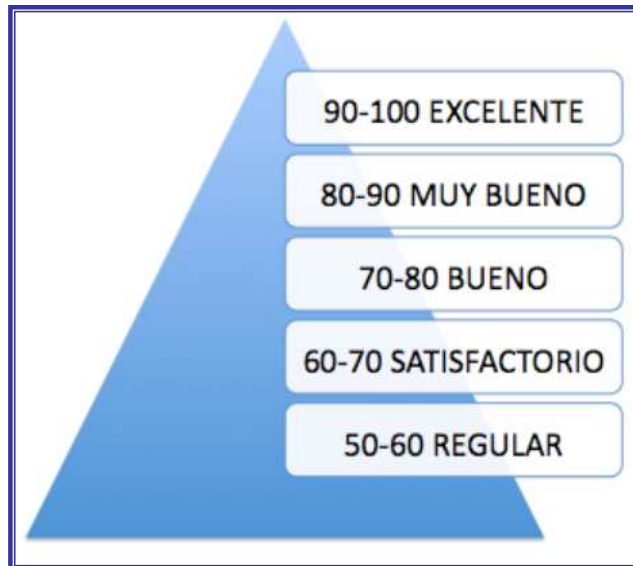 90-100 EXCELENTE
80-90 MUY BUENO
70-80 BUENO
60-70 SATISFACTORIO
50-60 REGULAR